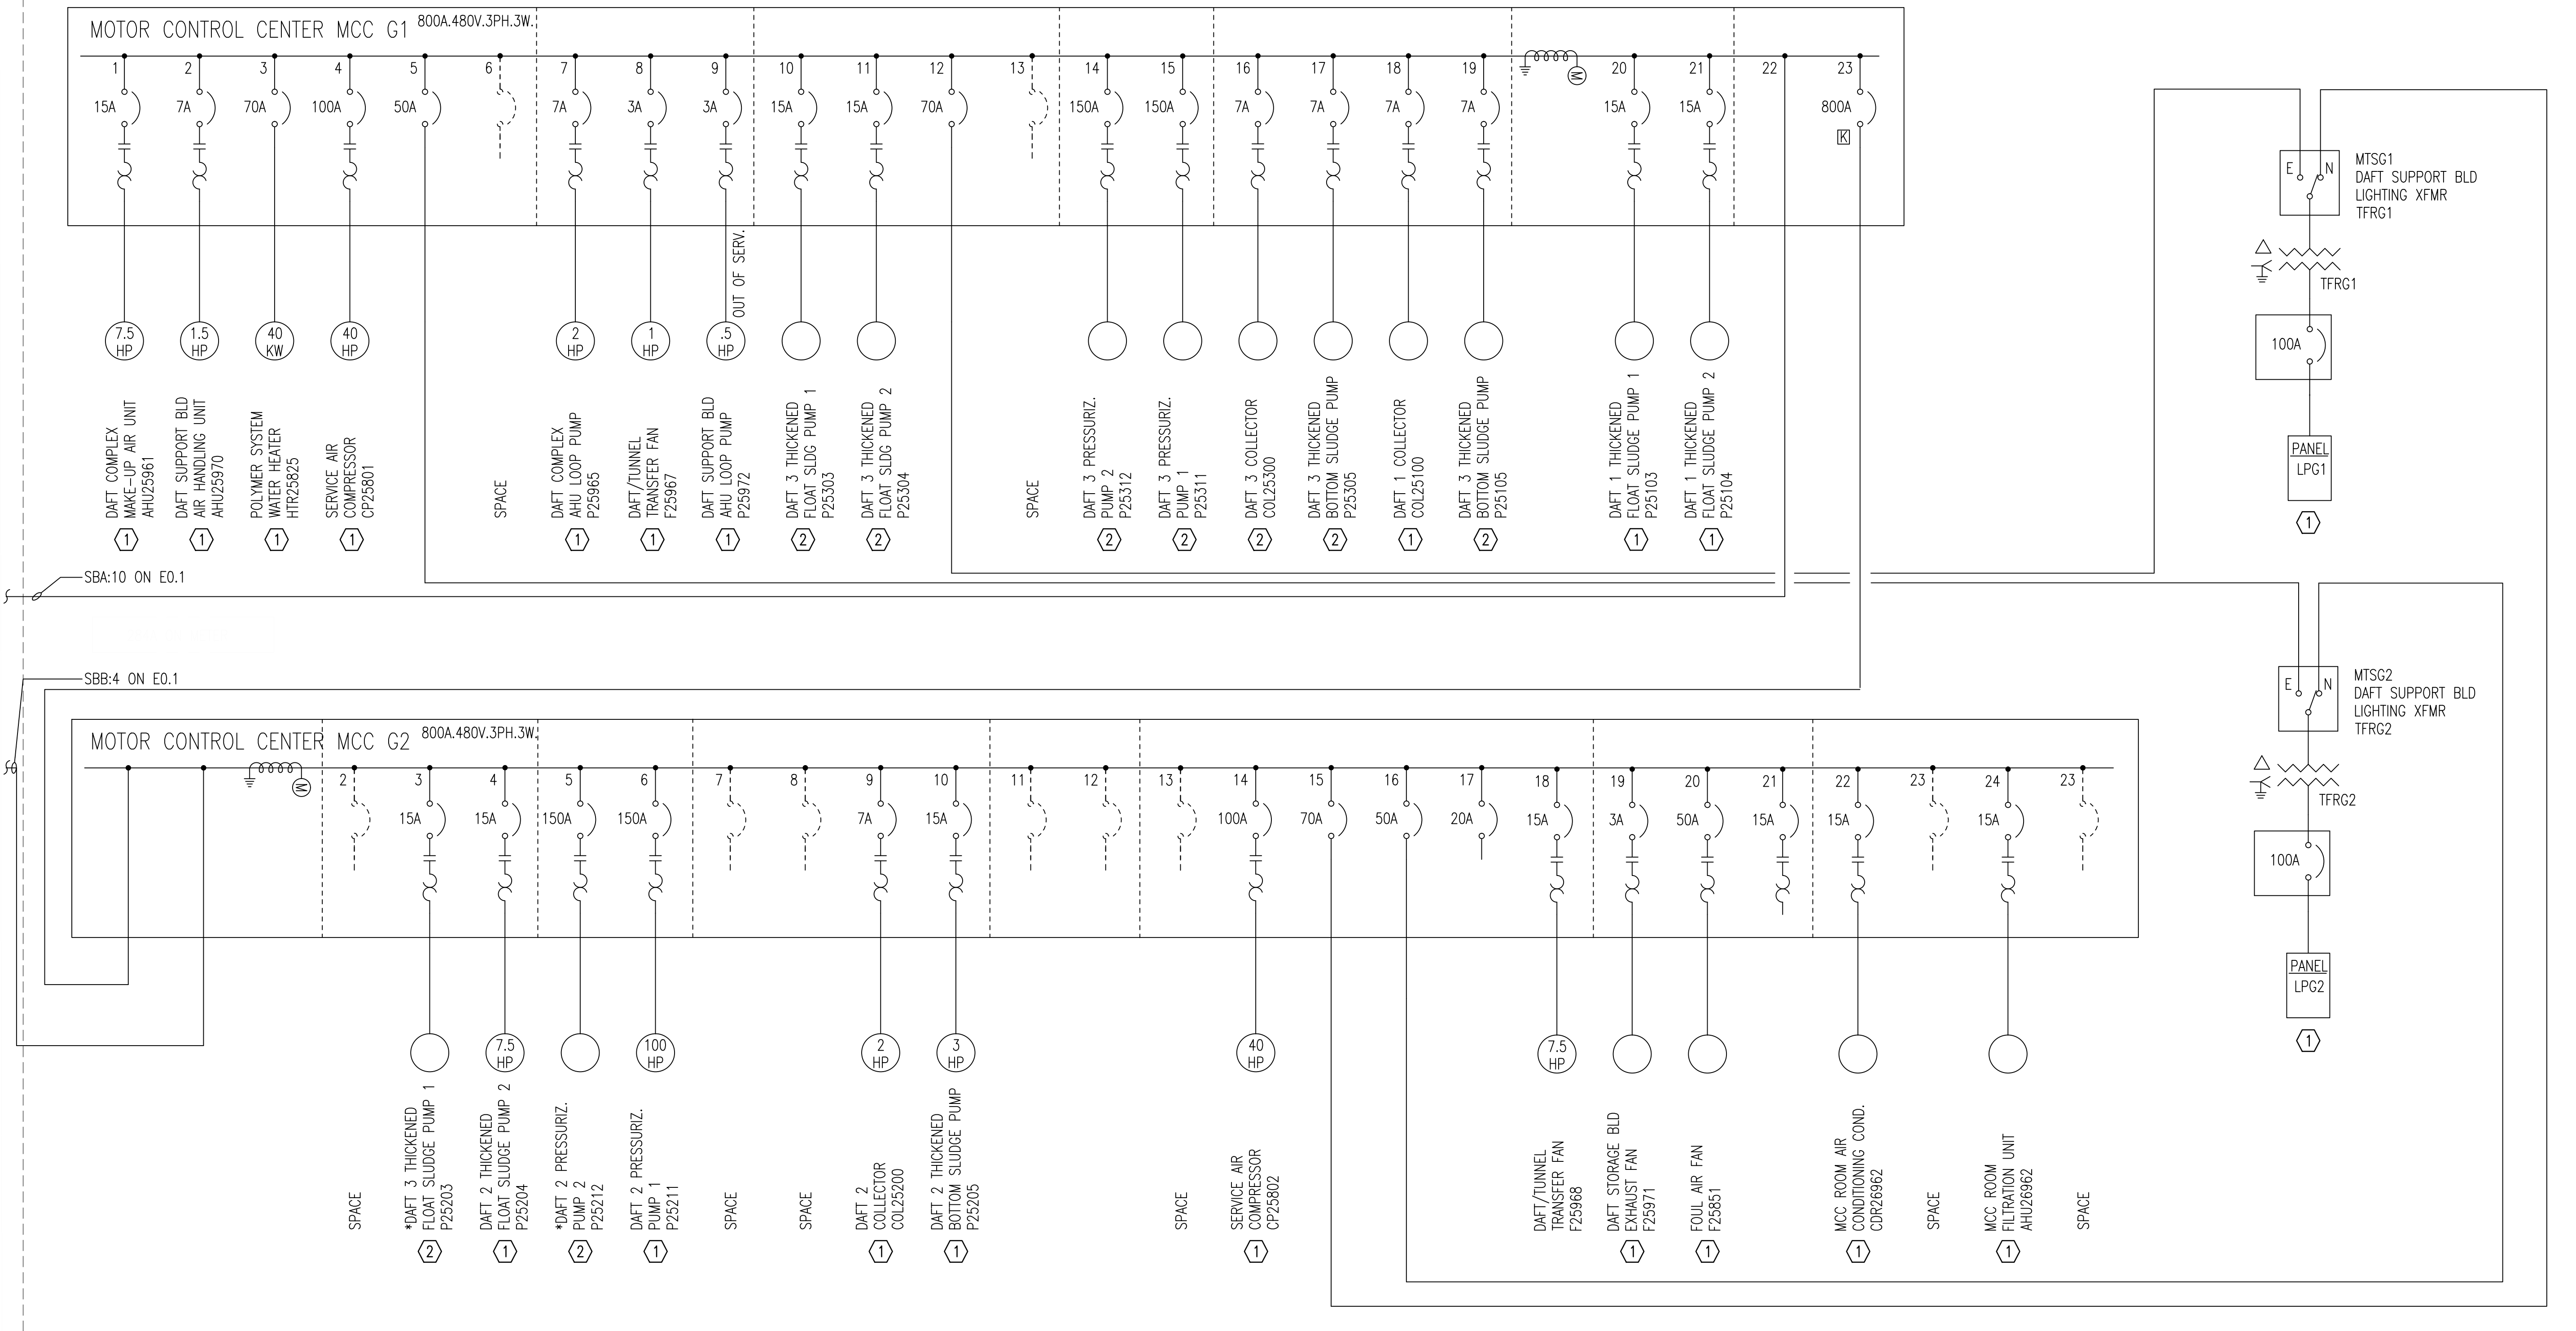 MOTOR CONTROL CENTER MCC G1 800A.480V.3PH.3W.
1 2 3 4 5 6 7 8 9 10 11 12 13 14 15 16 17 18 19 20 21 22 23
M
15A 7A 70A 100A 50A 7A 3A 3A 15A 15A 70A 150A 150A 7A 7A 7A 7A 15A 15A 800A
K
OUT OF SERV.
7.5 HP
1.5 HP
40 KW
40 HP
2 HP
1 HP
.5 HP
DAFT COMPLEX
MAKE-UP AIR UNIT
AHU25961
1
DAFT SUPPORT BLD
AIR HANDLING UNIT
AHU25970
1
POLYMER SYSTEM
WATER HEATER
HTR25825
1
SERVICE AIR
COMPRESSOR
CP25801
1
SPACE
DAFT COMPLEX
AHU LOOP PUMP
P25965
1
DAFT/TUNNEL
TRANSFER FAN
F25967
1
DAFT SUPPORT BLD
AHU LOOP PUMP
P25972
1
DAFT 3 THICKENED
FLOAT SLDG PUMP 1
P25303
2
DAFT 3 THICKENED
FLOAT SLDG PUMP 2
P25304
2
SPACE
DAFT 3 PRESSURIZ.
PUMP 2
P25312
2
DAFT 3 PRESSURIZ.
PUMP 1
P25311
2
DAFT 3 COLLECTOR
COL25300
2
DAFT 3 THICKENED
BOTTOM SLUDGE PUMP
P25305
2
DAFT 1 COLLECTOR
COL25100
1
DAFT 3 THICKENED
BOTTOM SLUDGE PUMP
P25105
2
DAFT 1 THICKENED
FLOAT SLUDGE PUMP 1
P25103
1
DAFT 1 THICKENED
FLOAT SLUDGE PUMP 2
P25104
1
E N
MTSG1
DAFT SUPPORT BLD
LIGHTING XFMR
TFRG1
TFRG1
100A
PANEL
LPG1
1
SBA:10 ON E0.1
SBB:4 ON E0.1
MOTOR CONTROL CENTER MCC G2 800A.480V.3PH.3W.
M
2 3 4 5 6 7 8 9 10 11 12 13 14 15 16 17 18 19 20 21 22 23 24 23
15A 15A 150A 150A 7A 15A 100A 70A 50A 20A 15A 3A 50A 15A 15A 15A
7.5 HP
100 HP
2 HP
3 HP
40 HP
7.5 HP
SPACE
*DAFT 3 THICKENED
FLOAT SLUDGE PUMP 1
P25203
2
DAFT 2 THICKENED
FLOAT SLUDGE PUMP 2
P25204
1
*DAFT 2 PRESSURIZ.
PUMP 2
P25212
2
DAFT 2 PRESSURIZ.
PUMP 1
P25211
1
SPACE
SPACE
DAFT 2
COLLECTOR
COL25200
1
DAFT 2 THICKENED
BOTTOM SLUDGE PUMP
P25205
1
SPACE
SERVICE AIR
COMPRESSOR
CP25802
1
DAFT/TUNNEL
TRANSFER FAN
F25968
DAFT STORAGE BLD
EXHAUST FAN
F25971
1
FOUL AIR FAN
F25851
1
MCC ROOM AIR
CONDITIONING COND.
CDR26962
1
SPACE
MCC ROOM
FILTRATION UNIT
AHU26962
1
SPACE
E N
MTSG2
DAFT SUPPORT BLD
LIGHTING XFMR
TFRG2
TFRG2
100A
PANEL
LPG2
1